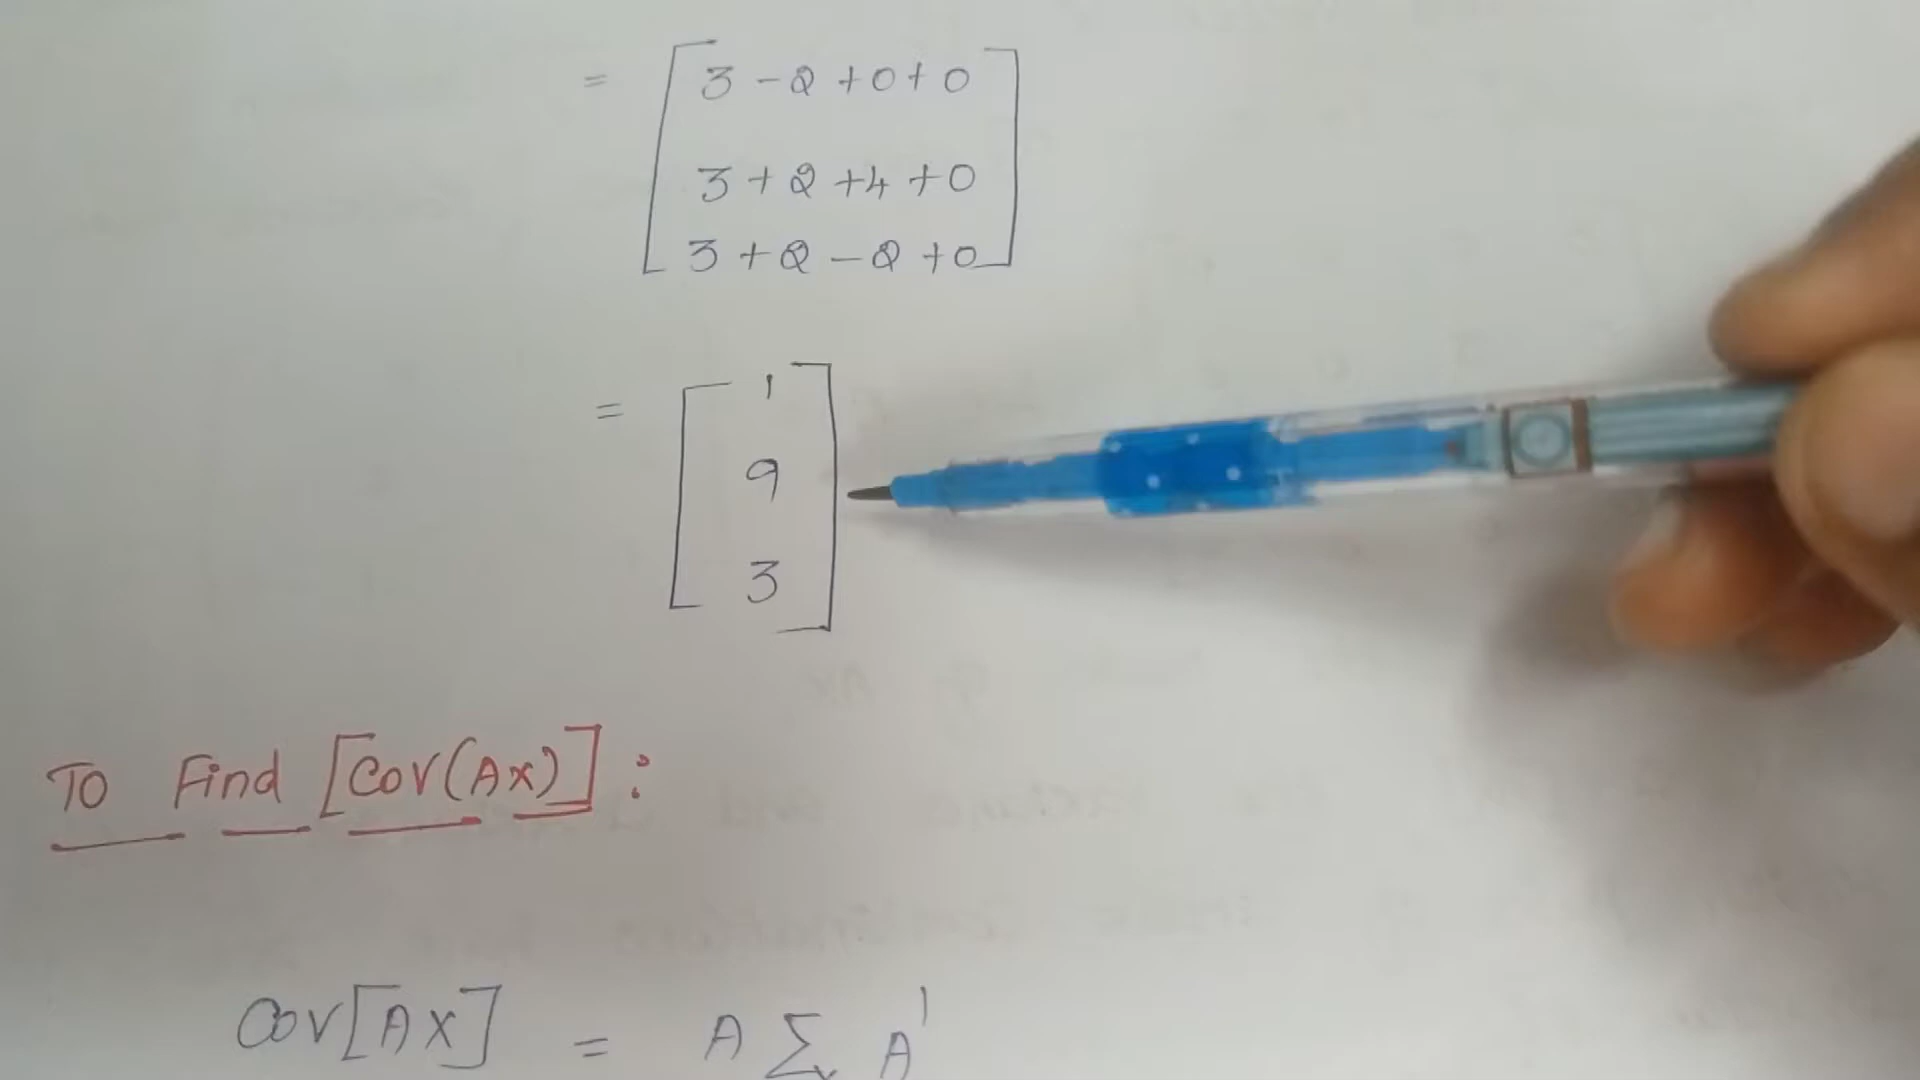 = [ 3 - 2 + 0 + 0
3 + 2 + 4 + 0
3 + 2 - 2 + 0 ]
= [ 1
9
3 ]
To Find [Cov(AX)] :
Cov[AX] = A Σ A'